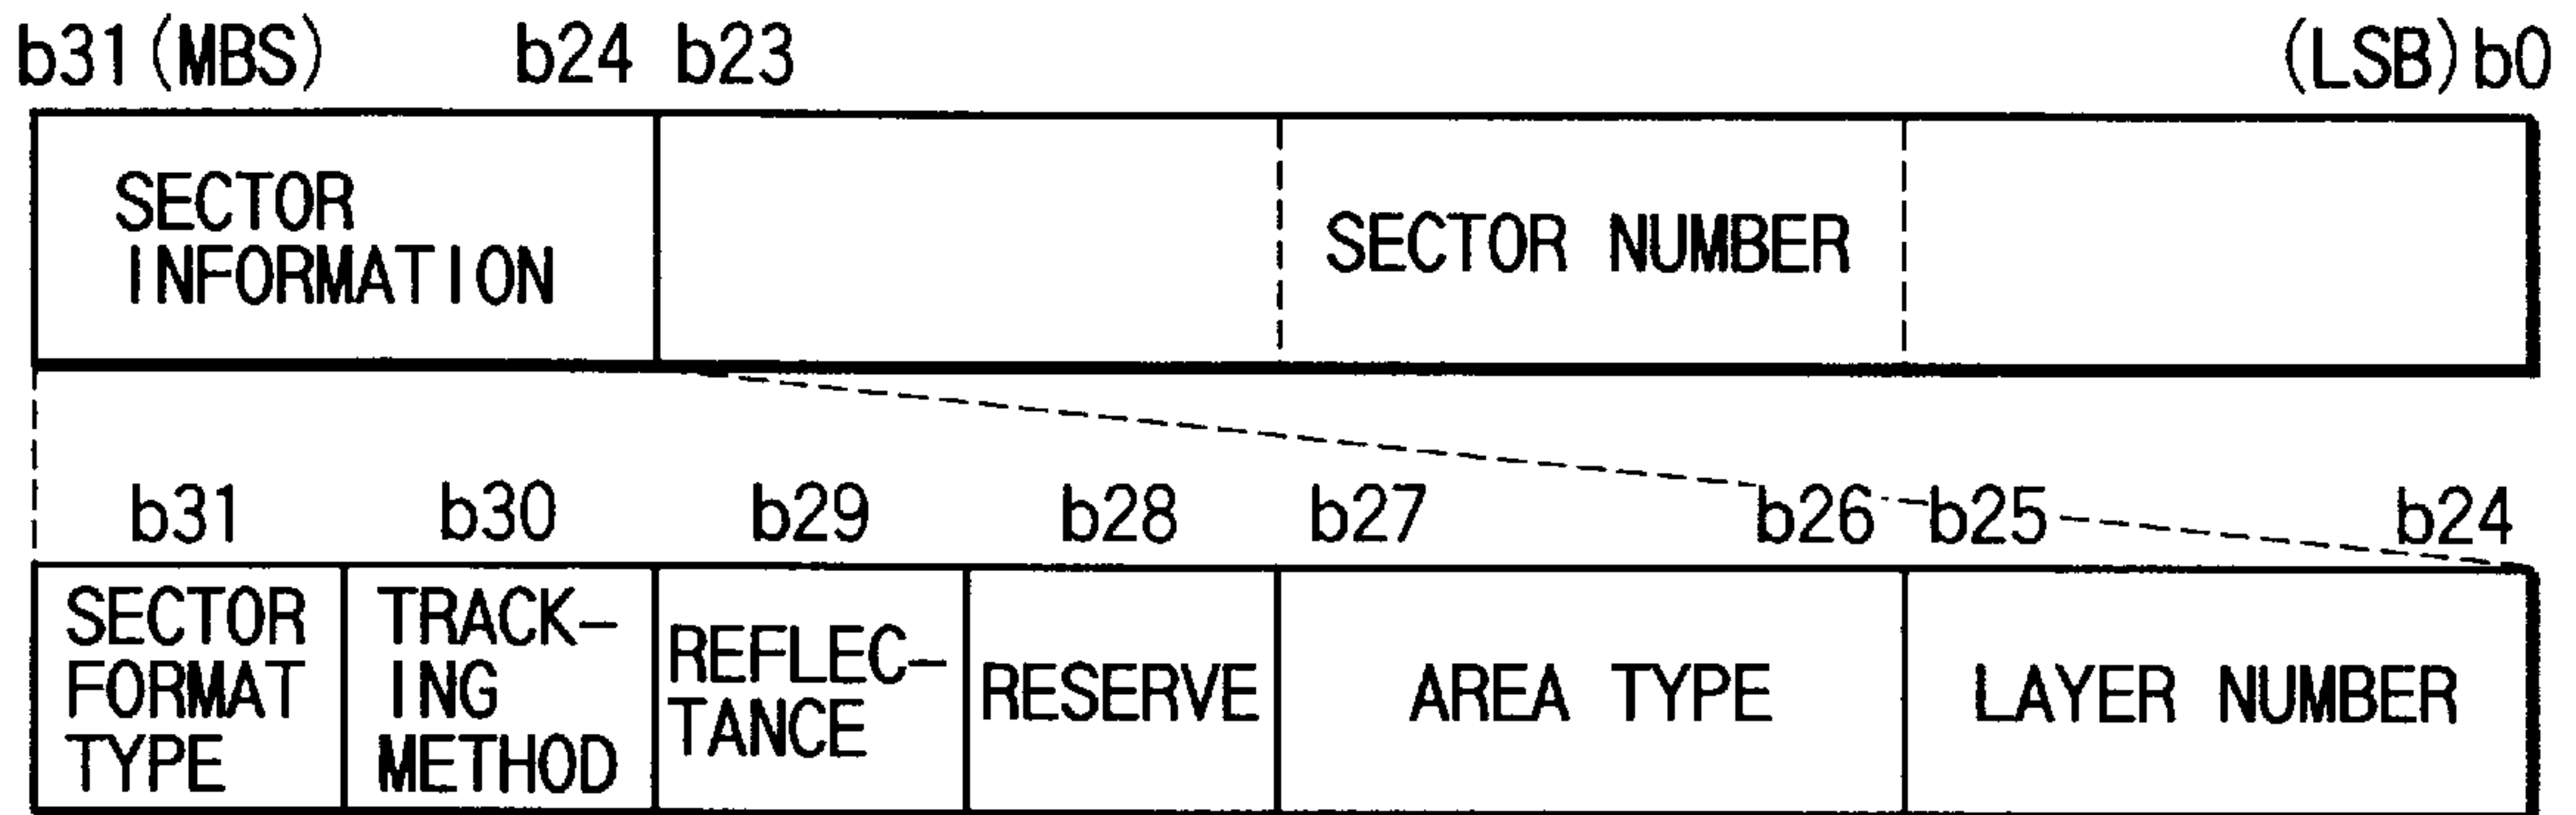 b31 (MBS) b24 b23 (LSB) b0
SECTOR
INFORMATION
SECTOR NUMBER
b31 b30 b29 b28 b27 b26 b25 b24
SECTOR
FORMAT
TYPE
TRACK-
ING
METHOD
REFLEC-
TANCE
RESERVE
AREA TYPE
LAYER NUMBER